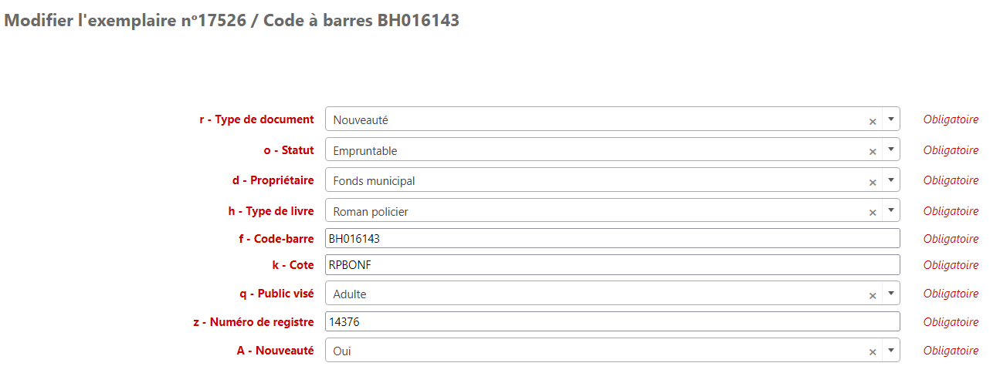 Modifier l'exemplaire n°17526 / Code à barres BH016143
r - Type de document Nouveauté × Obligatoire
o - Statut Empruntable × Obligatoire
d - Propriétaire Fonds municipal × Obligatoire
h - Type de livre Roman policier × Obligatoire
f - Code-barre BH016143 Obligatoire
k - Cote RPBONF Obligatoire
q - Public visé Adulte × Obligatoire
z - Numéro de registre 14376 Obligatoire
A - Nouveauté Oui × Obligatoire